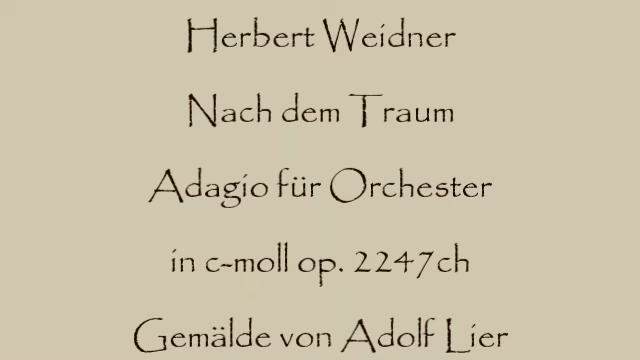 Herbert Weidner
Nach dem Traum
Adagio für Orchester
in c-moll op. 2247ch
Gemälde von Adolf Lier